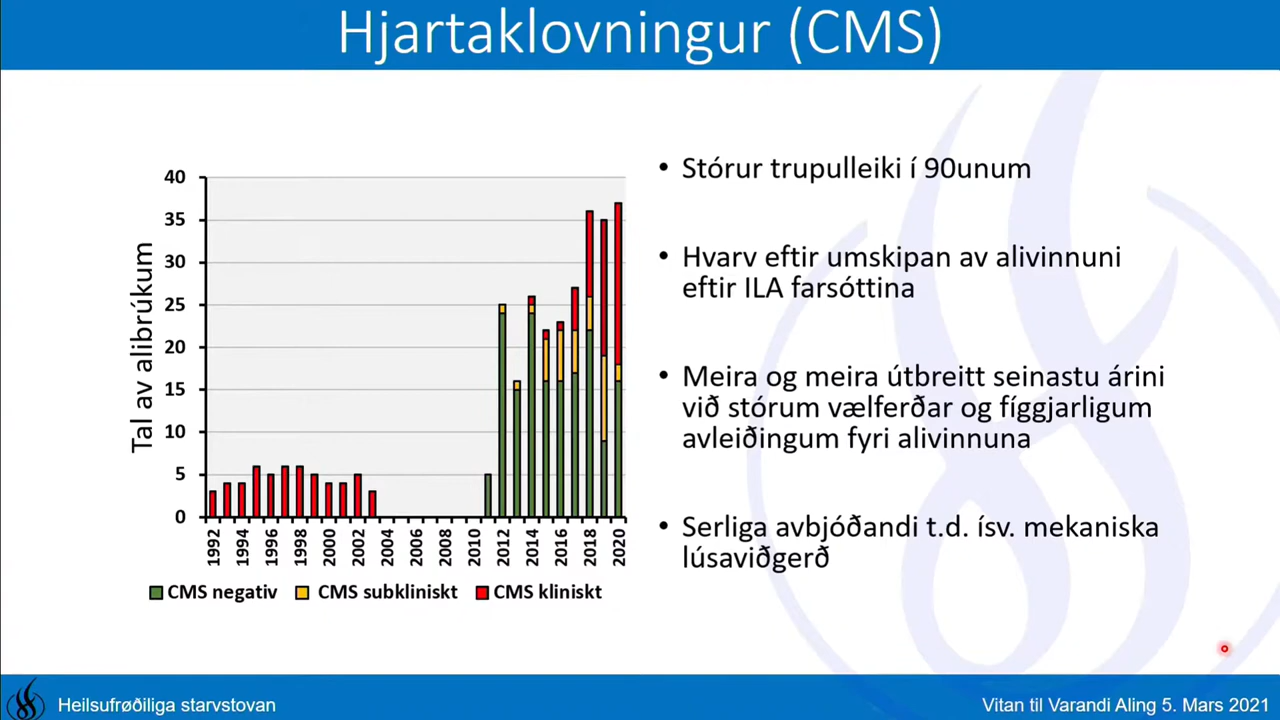 Hjartaklovningur (CMS)
Tal av alibrúkum
40
35
30
25
20
15
10
5
0
1992
1994
1996
1998
2000
2002
2004
2006
2008
2010
2012
2014
2016
2018
2020
CMS negativ
CMS subkliniskt
CMS kliniskt
• Stórur trupulleiki í 90unum
• Hvarv eftir umskipan av alivinnuni
eftir ILA farsóttina
• Meira og meira útbreitt seinastu árini
við stórum vælferðar og fíggjarligum
avleiðingum fyri alivinnuna
• Serliga avbjóðandi t.d. ísv. mekaniska
lúsaviðgerð
Heilsufrøðiliga starvstovan
Vitan til Varandi Aling 5. Mars 2021